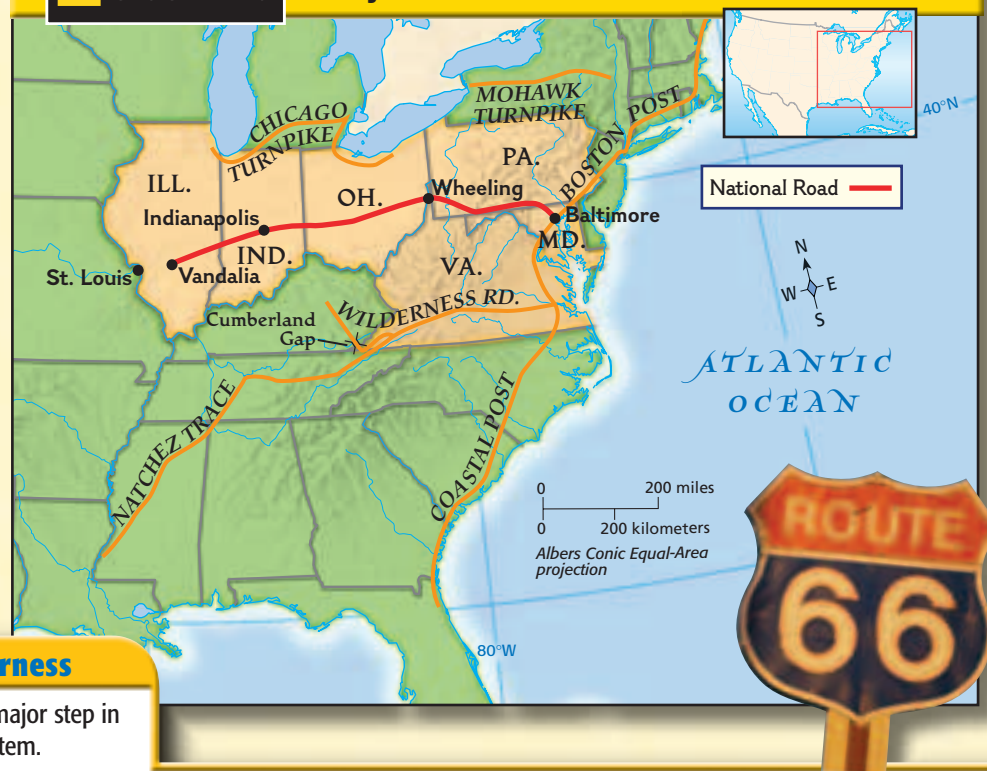 CHICAGO
TURNPIKE
MOHAWK
TURNPIKE
BOSTON POST
40°N
ILL.
OH.
PA.
Wheeling
National Road
Indianapolis
Baltimore
IND.
MD.
St. Louis
Vandalia
VA.
N
W E
S
WILDERNESS RD.
Cumberland
Gap
ATLANTIC
OCEAN
NATCHEZ TRACE
COASTAL POST
0 200 miles
0 200 kilometers
Albers Conic Equal-Area
projection
80°W
ROUTE
66
rness
major step in
tem.